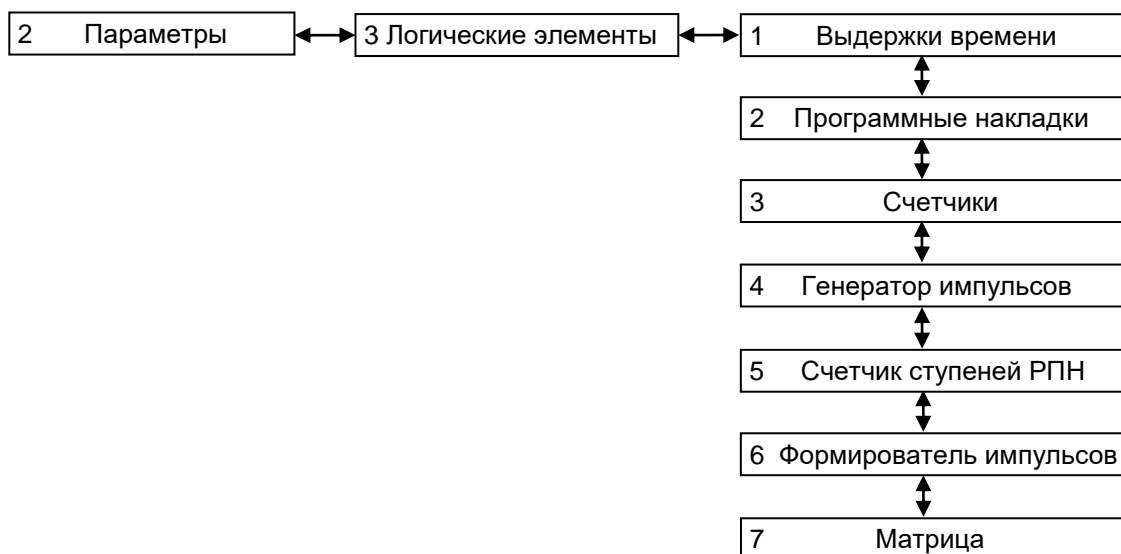 2 Параметры
3 Логические элементы
1 Выдержки времени
2 Программные накладки
3 Счетчики
4 Генератор импульсов
5 Счетчик ступеней РПН
6 Формирователь импульсов
7 Матрица